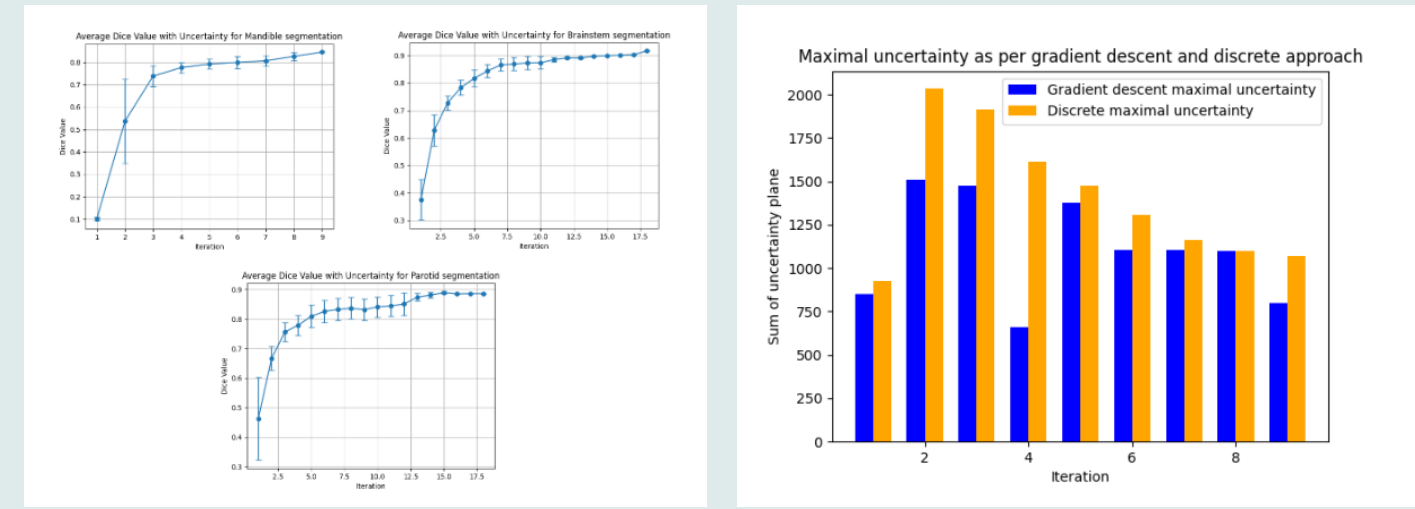 Average Dice Value with Uncertainty for Mandible segmentation
Dice Value
0.8
0.7
0.6
0.5
0.4
0.3
0.2
0.1
1 2 3 4 5 6 7 8 9
Iteration
Average Dice Value with Uncertainty for Brainstem segmentation
Dice Value
0.9
0.8
0.7
0.6
0.5
0.4
0.3
2.5 5.0 7.5 10.0 12.5 15.0 17.5
Iteration
Average Dice Value with Uncertainty for Parotid segmentation
Dice Value
0.9
0.8
0.7
0.6
0.5
0.4
0.3
2.5 5.0 7.5 10.0 12.5 15.0 17.5
Iteration
Maximal uncertainty as per gradient descent and discrete approach
Gradient descent maximal uncertainty
Discrete maximal uncertainty
Sum of uncertainty plane
2000
1750
1500
1250
1000
750
500
250
0
2 4 6 8
Iteration